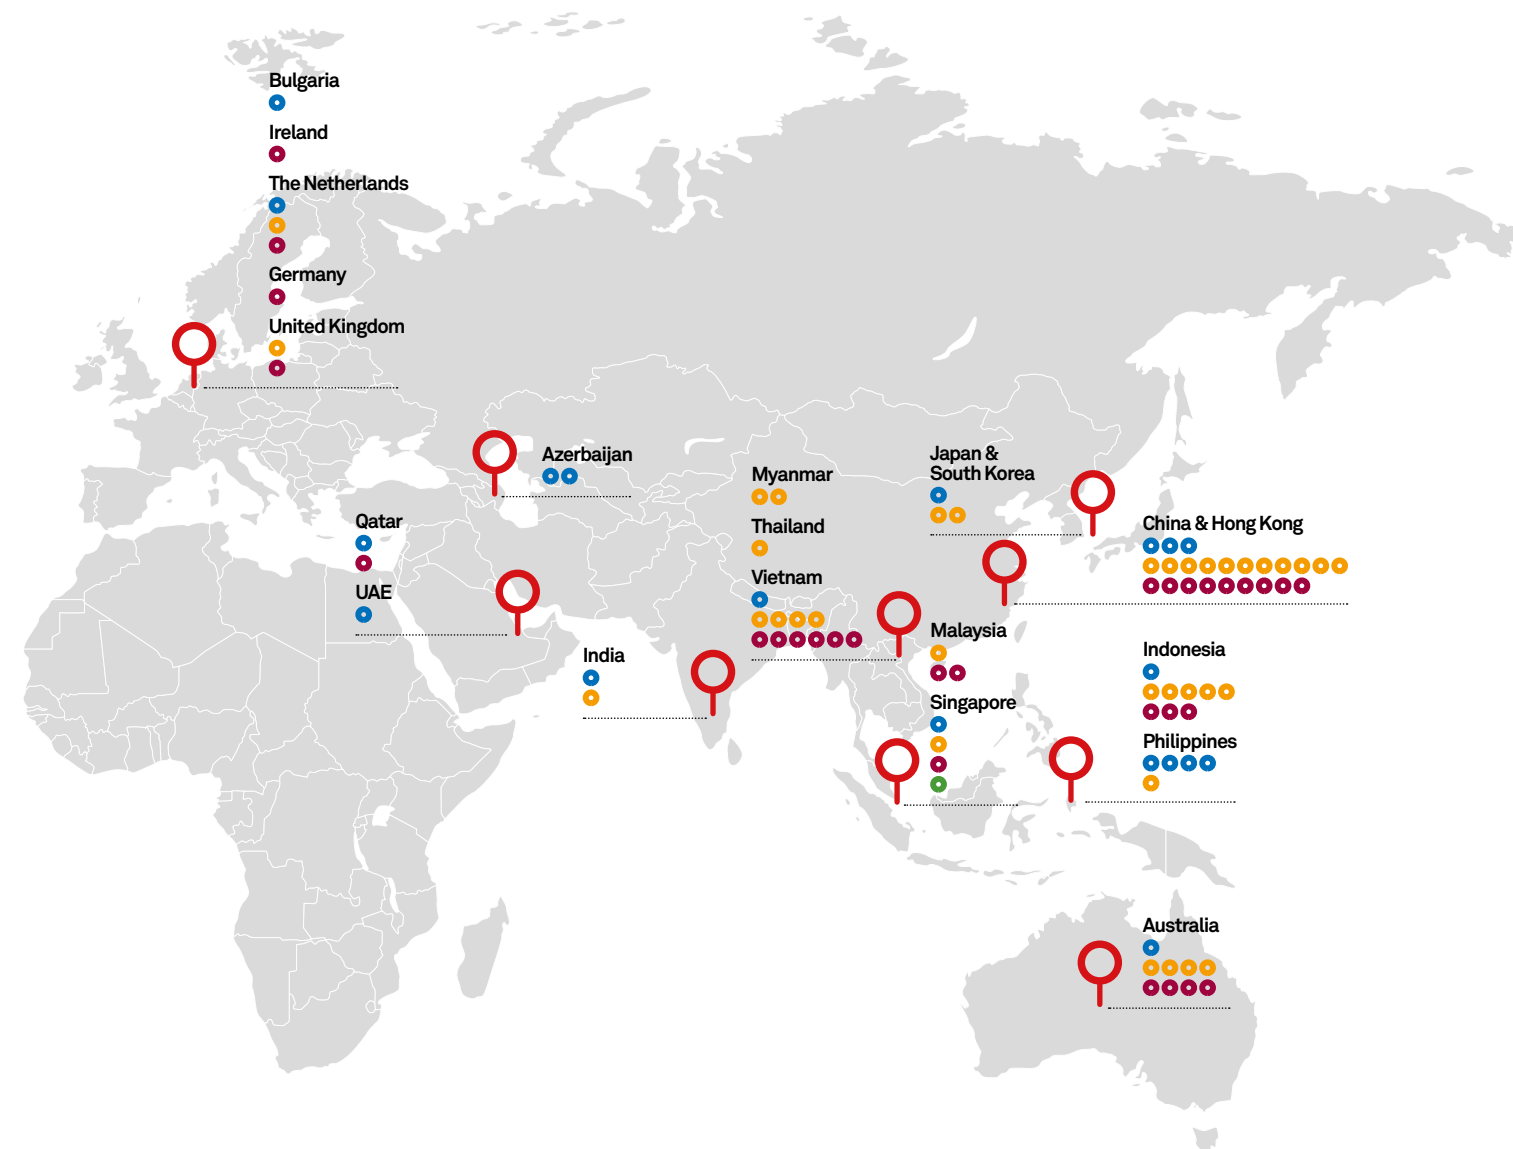 Bulgaria
Ireland
The Netherlands
Germany
United Kingdom
Azerbaijan
Qatar
UAE
India
Myanmar
Thailand
Vietnam
Japan &
South Korea
China & Hong Kong
Malaysia
Singapore
Indonesia
Philippines
Australia